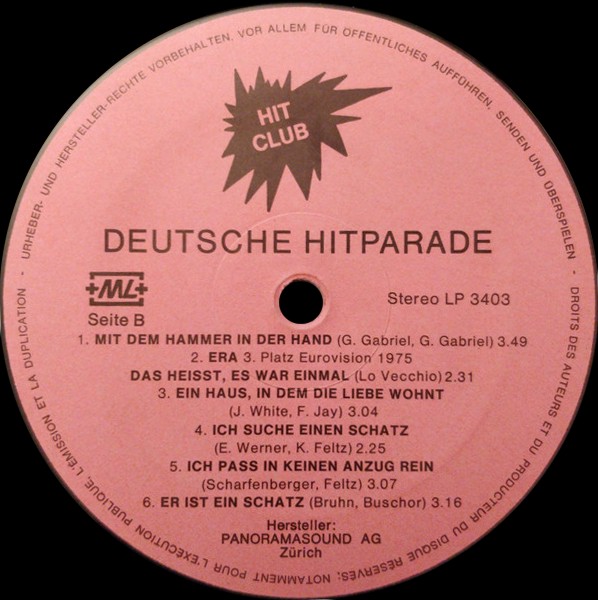 URHEBER- UND HERSTELLER-RECHTE VORBEHALTEN, VOR ALLEM FÜR ÖFFENTLICHES AUFFÜHREN, SENDEN UND ÜBERSPIELEN -
DROITS DES AUTEURS ET DU PRODUCTEUR DU DISQUE RESERVÉS; NOTAMMENT POUR L'EXÉCUTION PUBLIQUE, L'ÉMISSION ET LA DUPLICATION -
HIT
CLUB
DEUTSCHE HITPARADE
+ML+
Stereo LP 3403
Seite B
1. MIT DEM HAMMER IN DER HAND (G. Gabriel, G. Gabriel) 3.49
2. ERA 3. Platz Eurovision 1975
DAS HEISST, ES WAR EINMAL (Lo Vecchio) 2.31
3. EIN HAUS, IN DEM DIE LIEBE WOHNT
(J. White, F. Jay) 3.04
4. ICH SUCHE EINEN SCHATZ
(E. Werner, K. Feltz) 2.25
5. ICH PASS IN KEINEN ANZUG REIN
(Scharfenberger, Feltz) 3.07
6. ER IST EIN SCHATZ (Bruhn, Buschor) 3.16
Hersteller:
PANORAMASOUND AG
Zürich